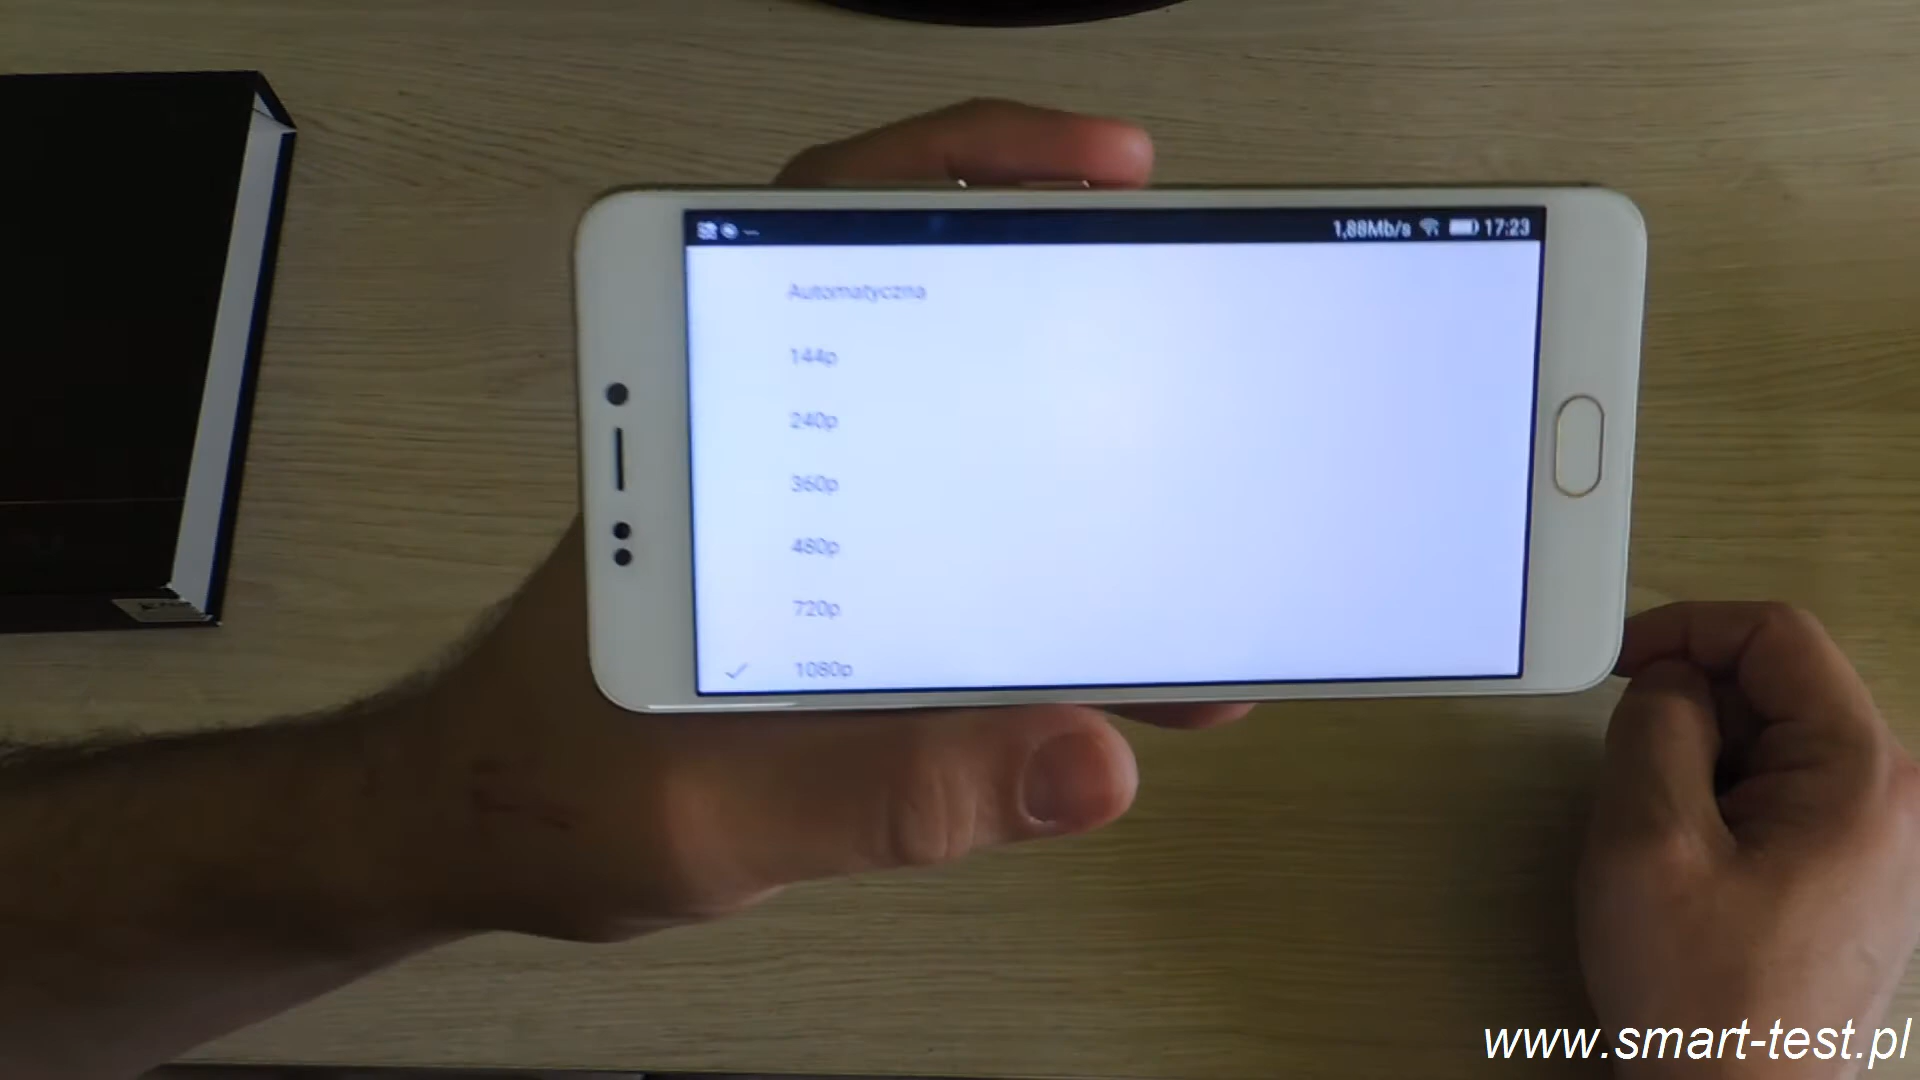 1,88Mb/s 17:23
Automatyczna
144p
240p
360p
480p
720p
1080p
www.smart-test.pl